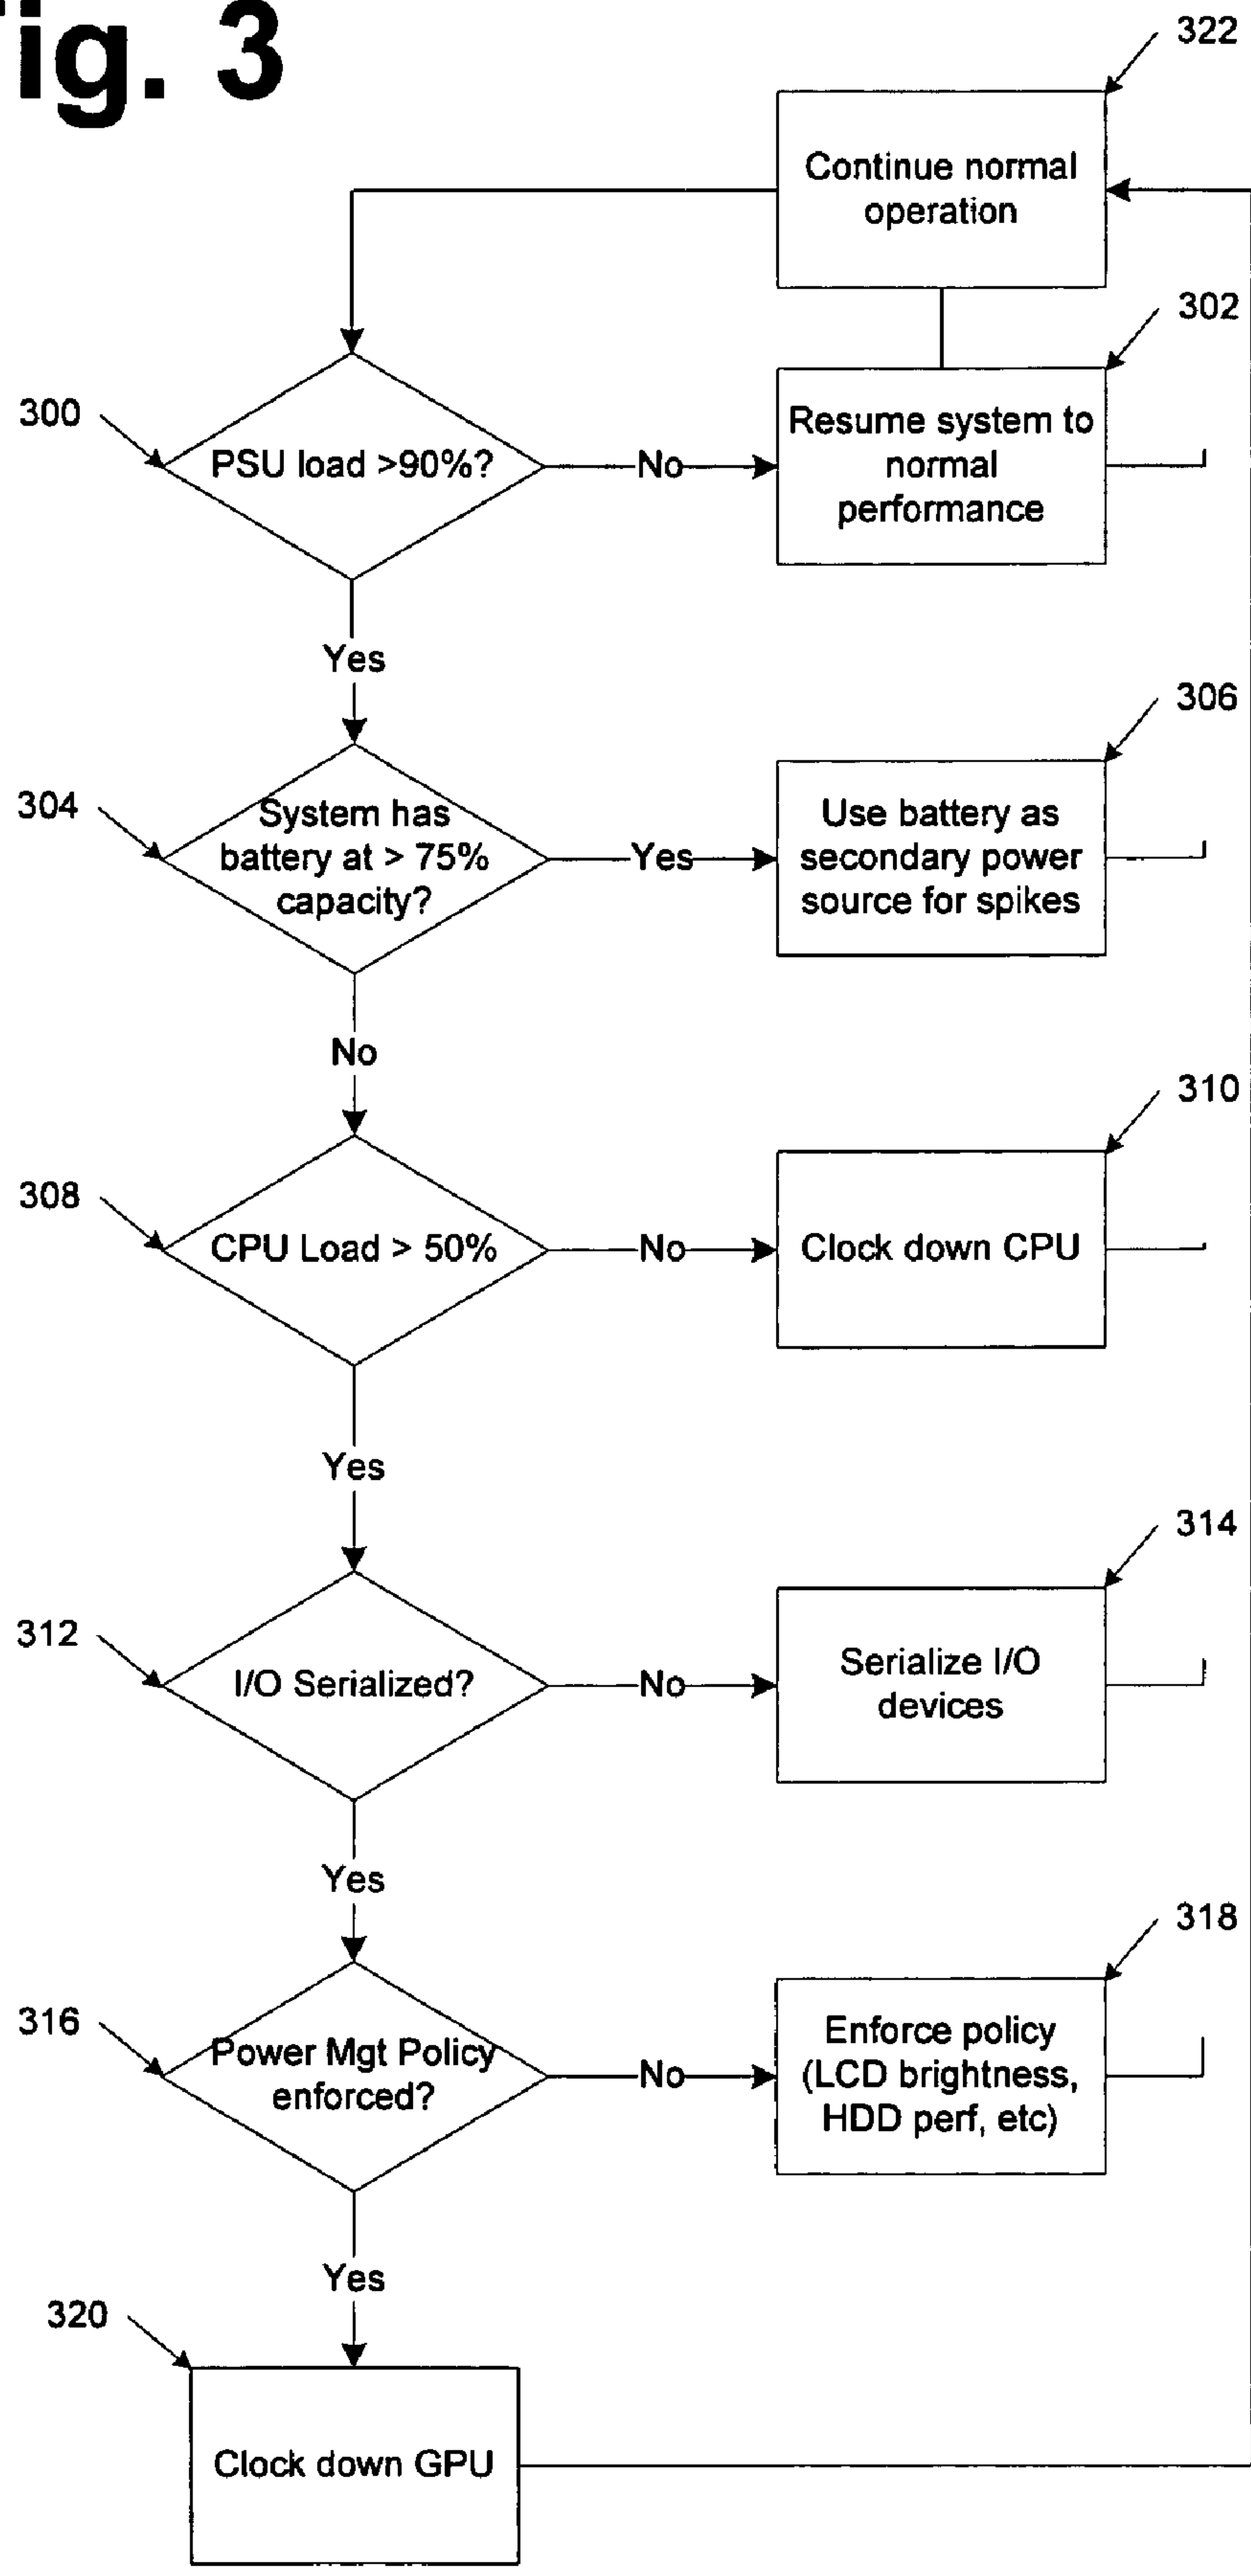 Fig. 3
322
Continue normal
operation
302
300
PSU load >90%?
No
Resume system to
normal
performance
Yes
306
304
System has
battery at > 75%
capacity?
Yes
Use battery as
secondary power
source for spikes
No
310
308
CPU Load > 50%
No
Clock down CPU
Yes
314
312
I/O Serialized?
No
Serialize I/O
devices
Yes
318
316
Power Mgt Policy
enforced?
No
Enforce policy
(LCD brightness,
HDD perf, etc)
Yes
320
Clock down GPU